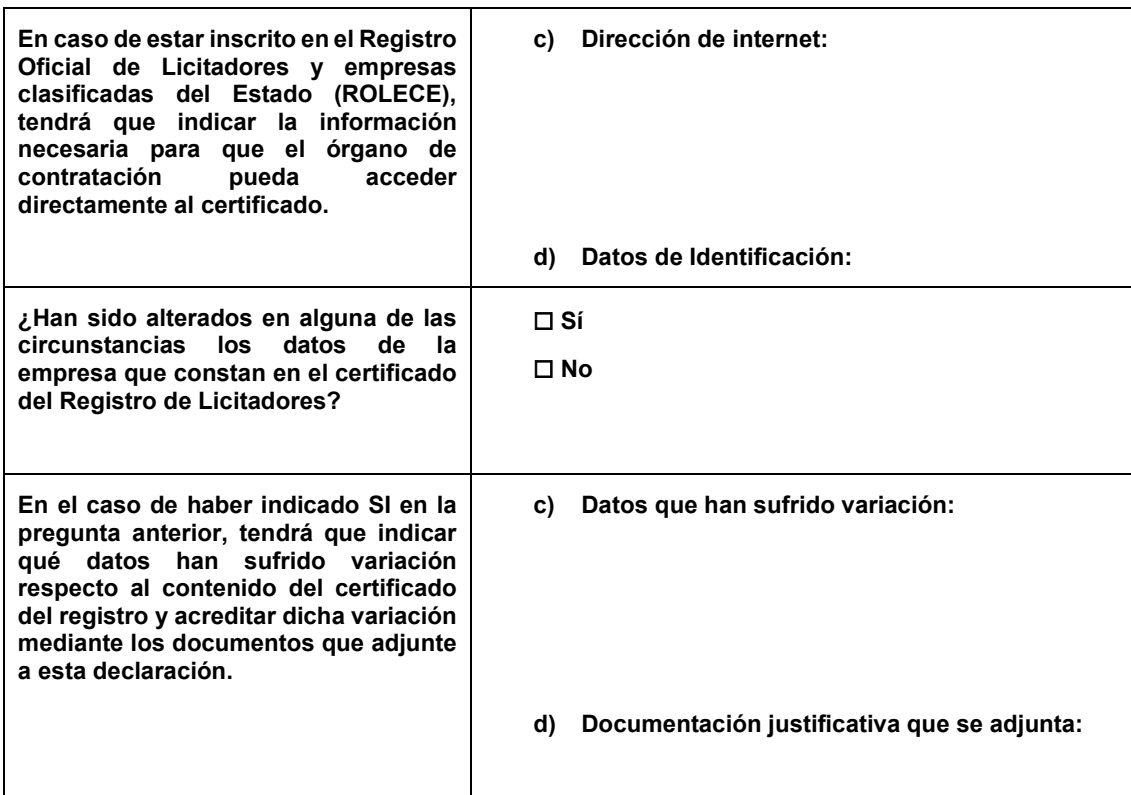 En caso de estar inscrito en el Registro
Oficial de Licitadores y empresas
clasificadas del Estado (ROLECE),
tendrá que indicar la información
necesaria para que el órgano de
contratación pueda acceder
directamente al certificado.
c) Dirección de internet:
d) Datos de Identificación:
¿Han sido alterados en alguna de las
circunstancias los datos de la
empresa que constan en el certificado
del Registro de Licitadores?
☐ Sí
☐ No
En el caso de haber indicado SI en la
pregunta anterior, tendrá que indicar
qué datos han sufrido variación
respecto al contenido del certificado
del registro y acreditar dicha variación
mediante los documentos que adjunte
a esta declaración.
c) Datos que han sufrido variación:
d) Documentación justificativa que se adjunta: